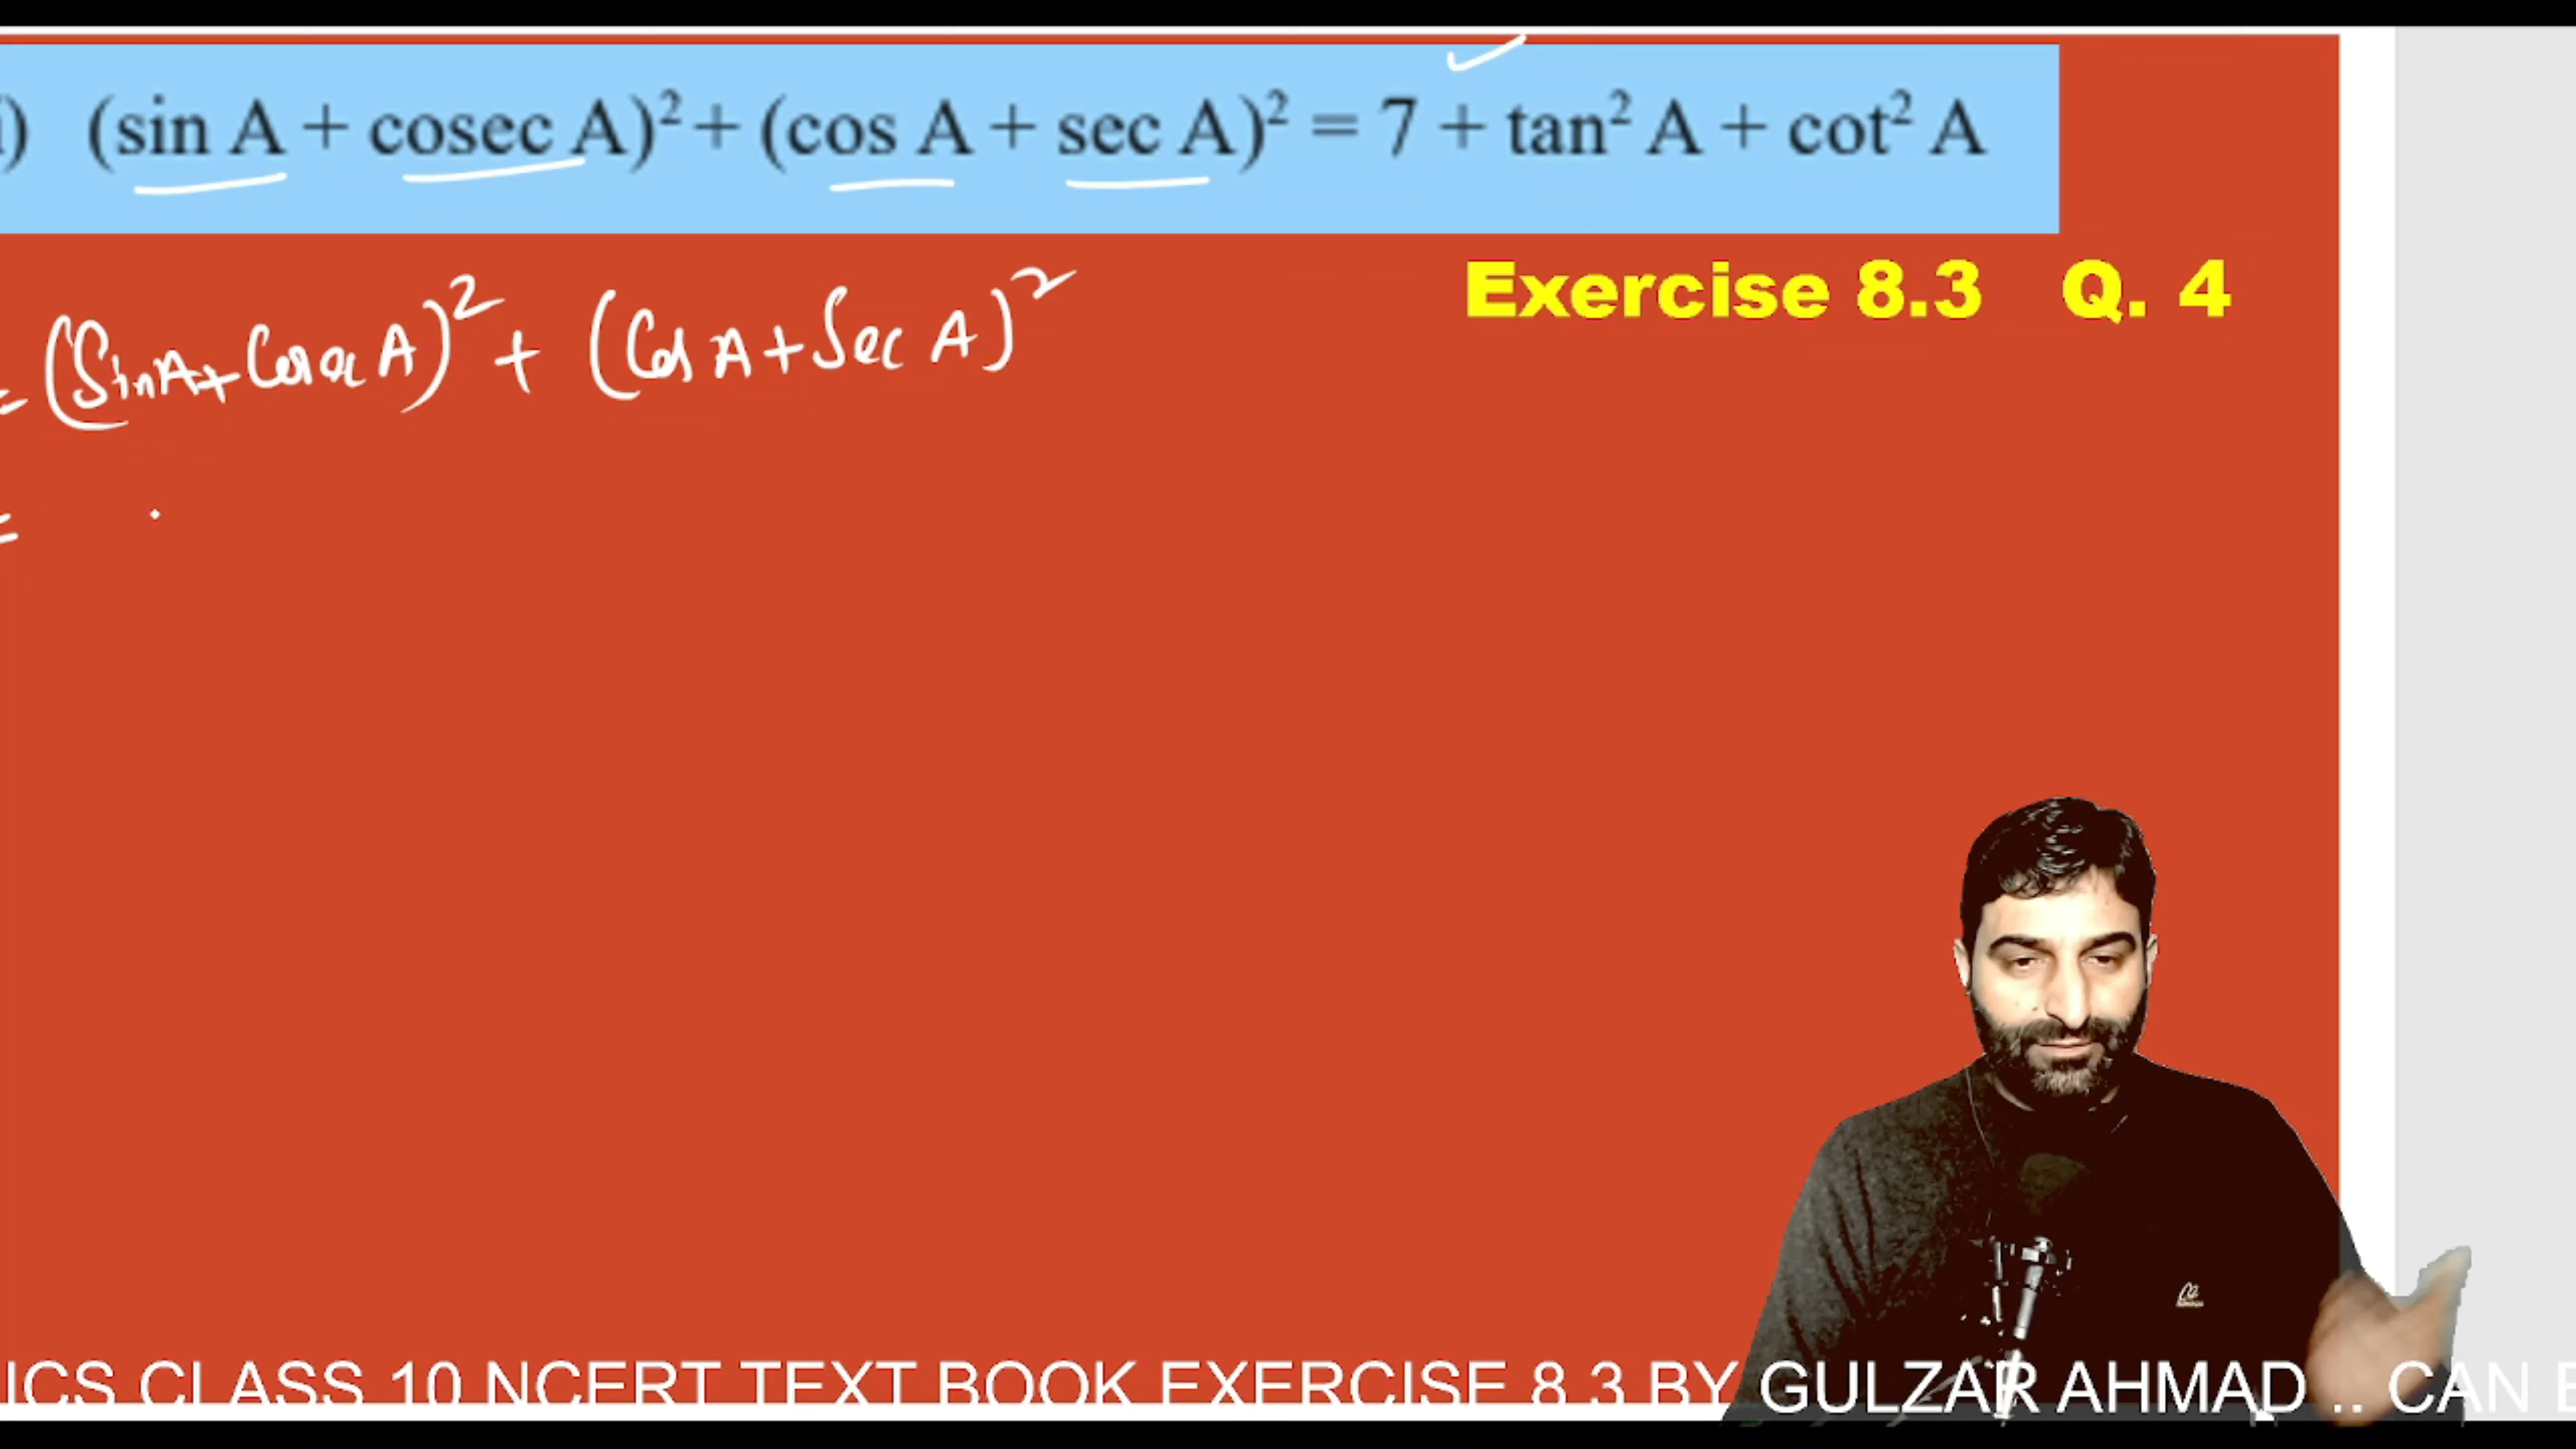 i) (sin A + cosec A)² + (cos A + sec A)² = 7 + tan² A + cot² A
Exercise 8.3 Q. 4
= (Sin A + Cosec A)² + (Cos A + Sec A)²
=
ICS CLASS 10 NCERT TEXT BOOK EXERCISE 8.3 BY GULZAR AHMAD .. CAN